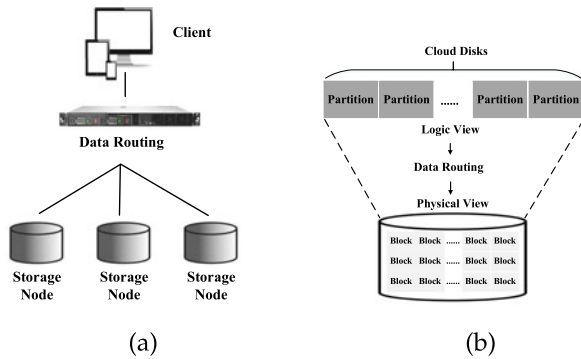 Client
Data Routing
Storage Node
Storage Node
Storage Node
(a)
Cloud Disks
Partition Partition ...... Partition Partition
Logic View
Data Routing
Physical View
Block Block ...... Block Block
Block Block ...... Block Block
Block Block ...... Block Block
(b)